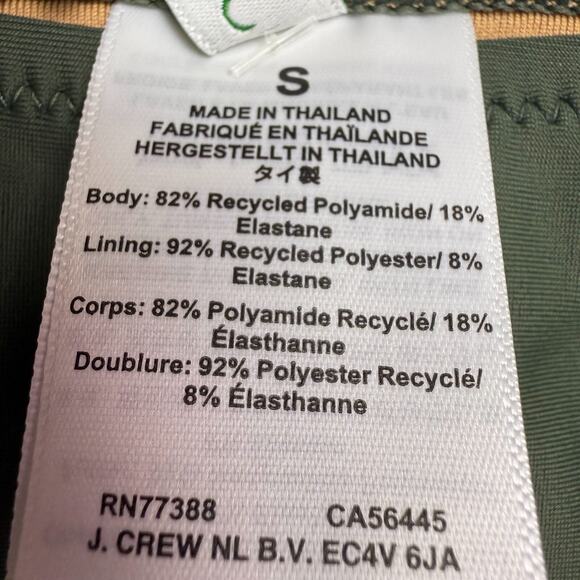 S
MADE IN THAILAND
FABRIQUÉ EN THAÏLANDE
HERGESTELLT IN THAILAND
タイ製
Body: 82% Recycled Polyamide/ 18%
Elastane
Lining: 92% Recycled Polyester/ 8%
Elastane
Corps: 82% Polyamide Recyclé/ 18%
Élasthanne
Doublure: 92% Polyester Recyclé/
8% Élasthanne
RN77388 CA56445
J. CREW NL B.V. EC4V 6JA